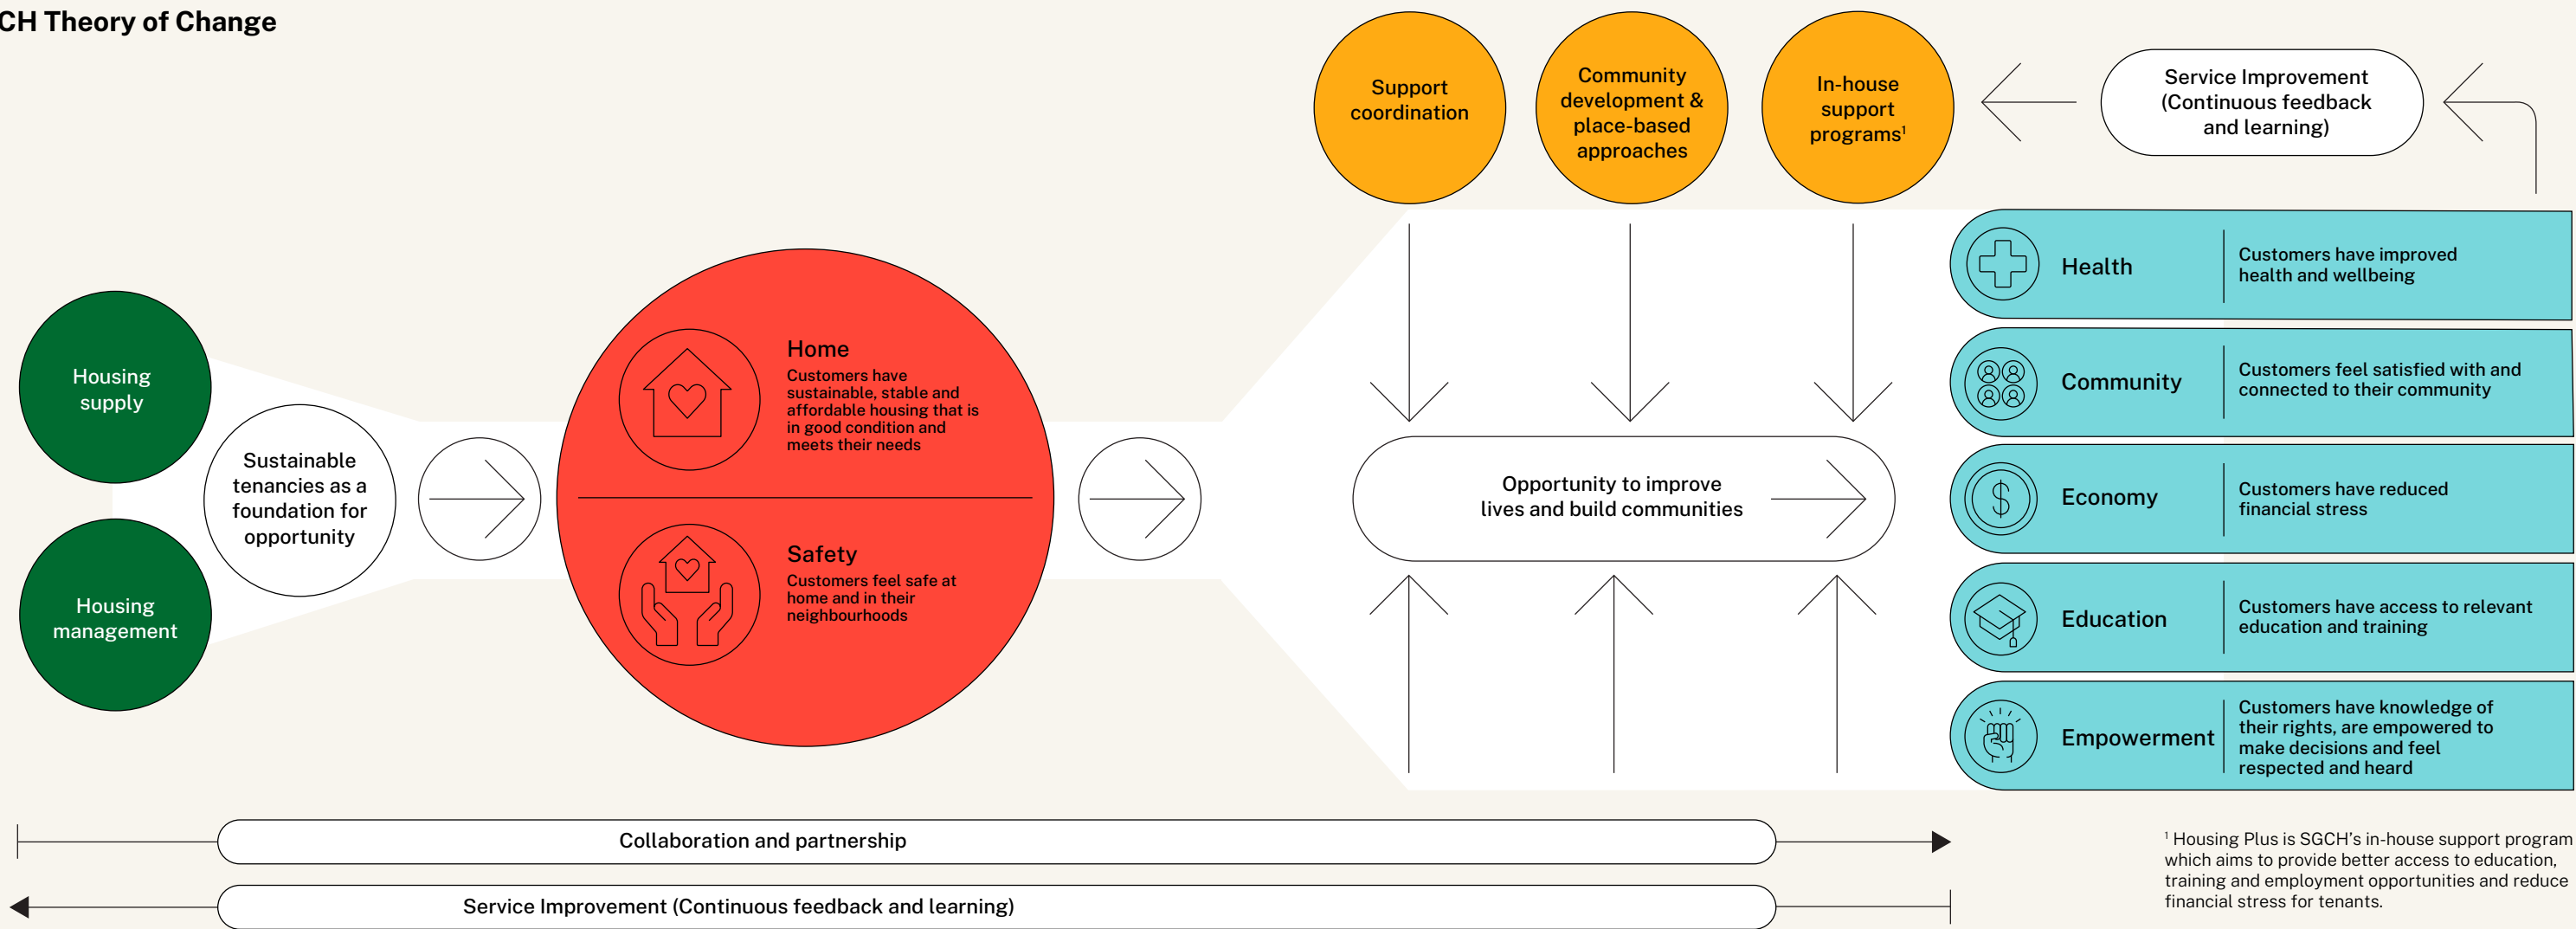 CH Theory of Change
Support
coordination
Community
development &
place-based
approaches
In-house
support
programs¹
Service Improvement
(Continuous feedback
and learning)
Housing
supply
Housing
management
Sustainable
tenancies as a
foundation for
opportunity
Home
Customers have
sustainable, stable and
affordable housing that is
in good condition and
meets their needs
Safety
Customers feel safe at
home and in their
neighbourhoods
Opportunity to improve
lives and build communities
Health
Customers have improved
health and wellbeing
Community
Customers feel satisfied with and
connected to their community
$
Economy
Customers have reduced
financial stress
Education
Customers have access to relevant
education and training
Empowerment
Customers have knowledge of
their rights, are empowered to
make decisions and feel
respected and heard
Collaboration and partnership
Service Improvement (Continuous feedback and learning)
¹ Housing Plus is SGCH's in-house support program
which aims to provide better access to education,
training and employment opportunities and reduce
financial stress for tenants.